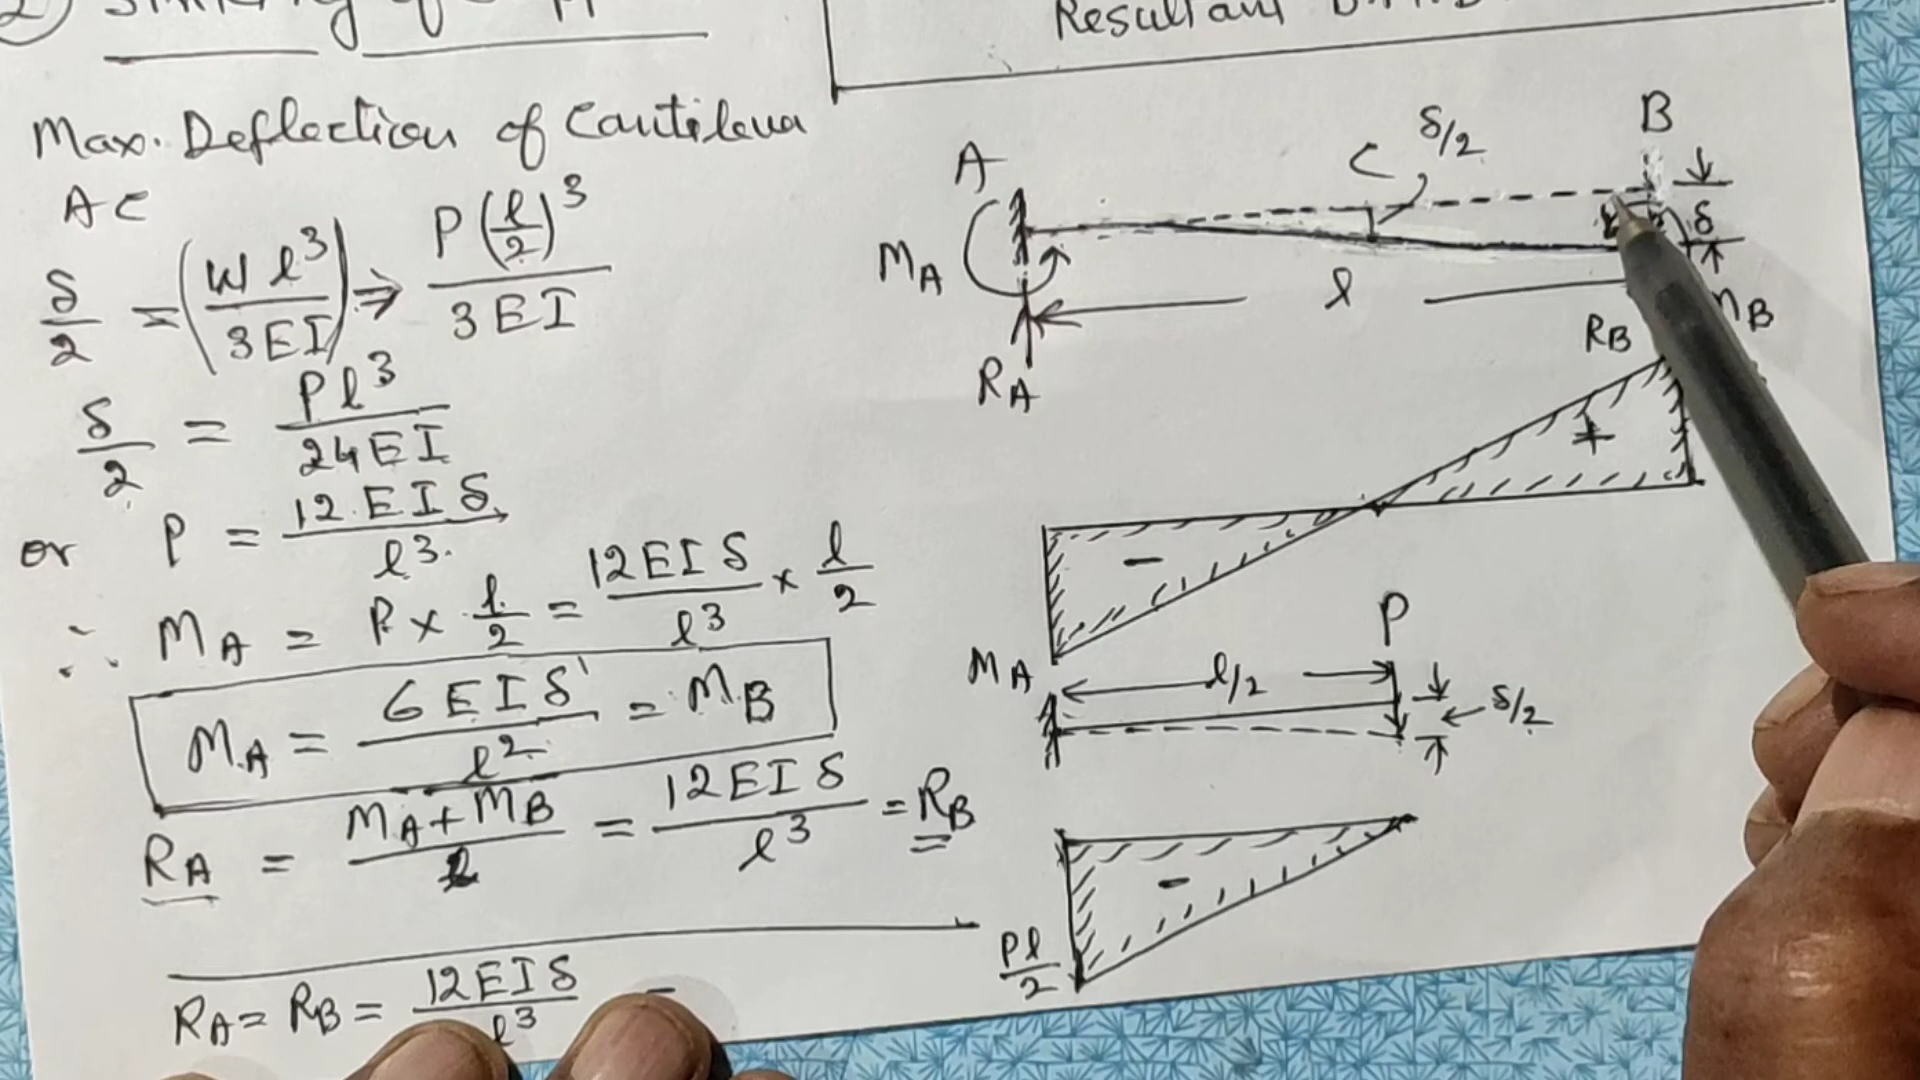 Resultant
Max. Deflection of Cantileva
AC
δ/2 = (Wl³/3EI) ⇒ P(l/2)³/3EI
δ/2 = Pl³/24EI
or P = 12EIδ/l³.
∴ MA = P × l/2 = 12EIδ/l³ × l/2
MA = 6EIδ/l² = MB
RA = MA + MB/l = 12EIδ/l³ = RB
RA = RB = 12EIδ/l³
A C δ/2 B
MA δ
l
RA RB MB
+
-
MA
P
l/2 δ/2
-
Pl/2